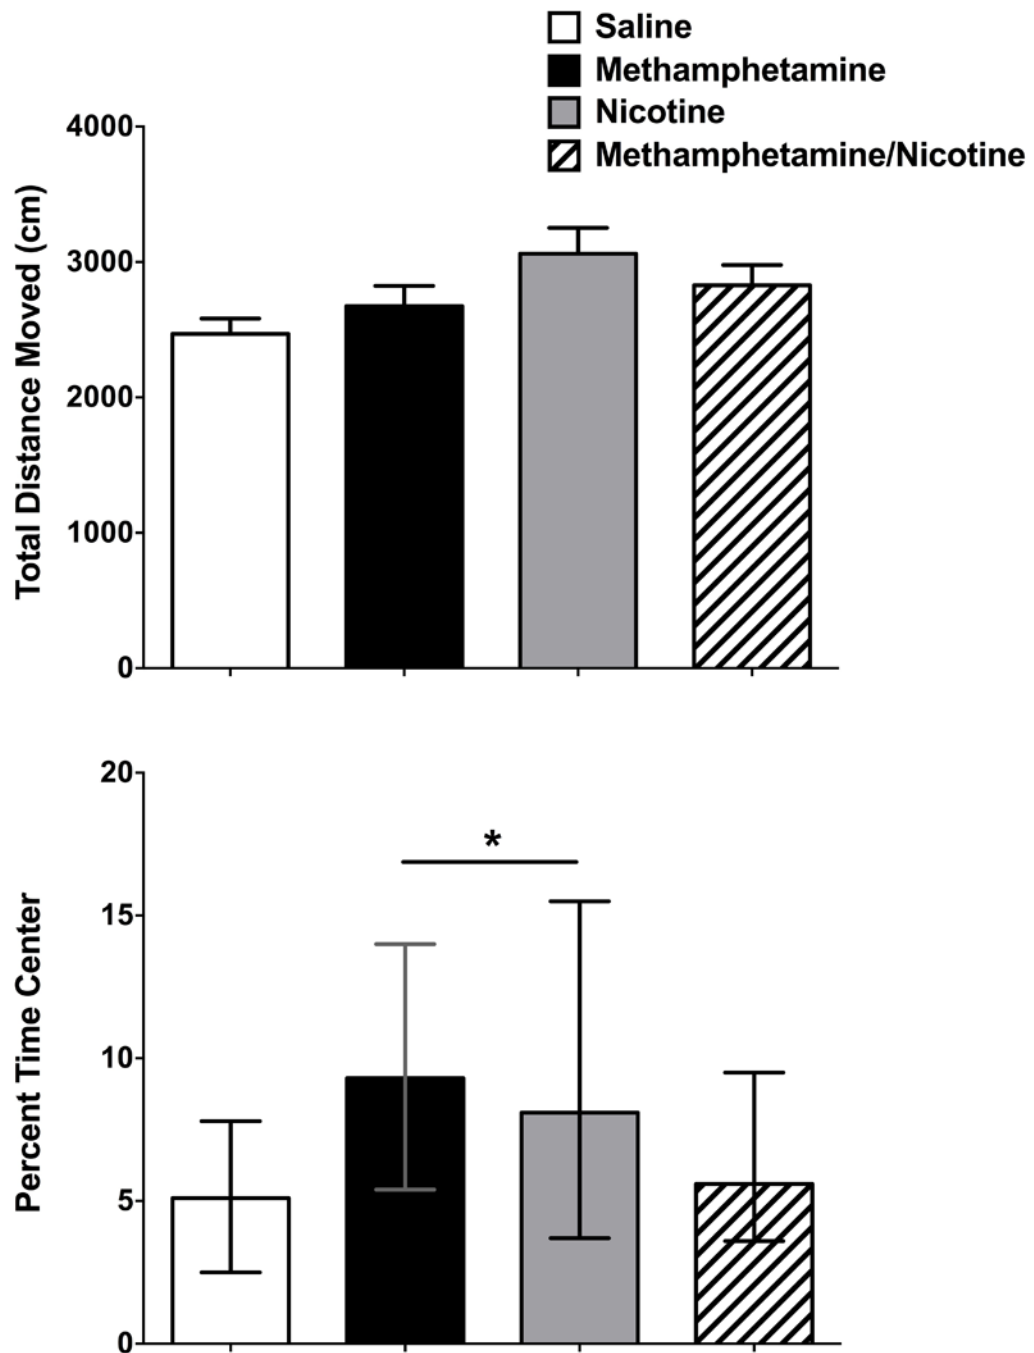 Saline
Methamphetamine
Nicotine
Methamphetamine/Nicotine
Total Distance Moved (cm)
4000
3000
2000
1000
0
Percent Time Center
20
15
10
5
0
*